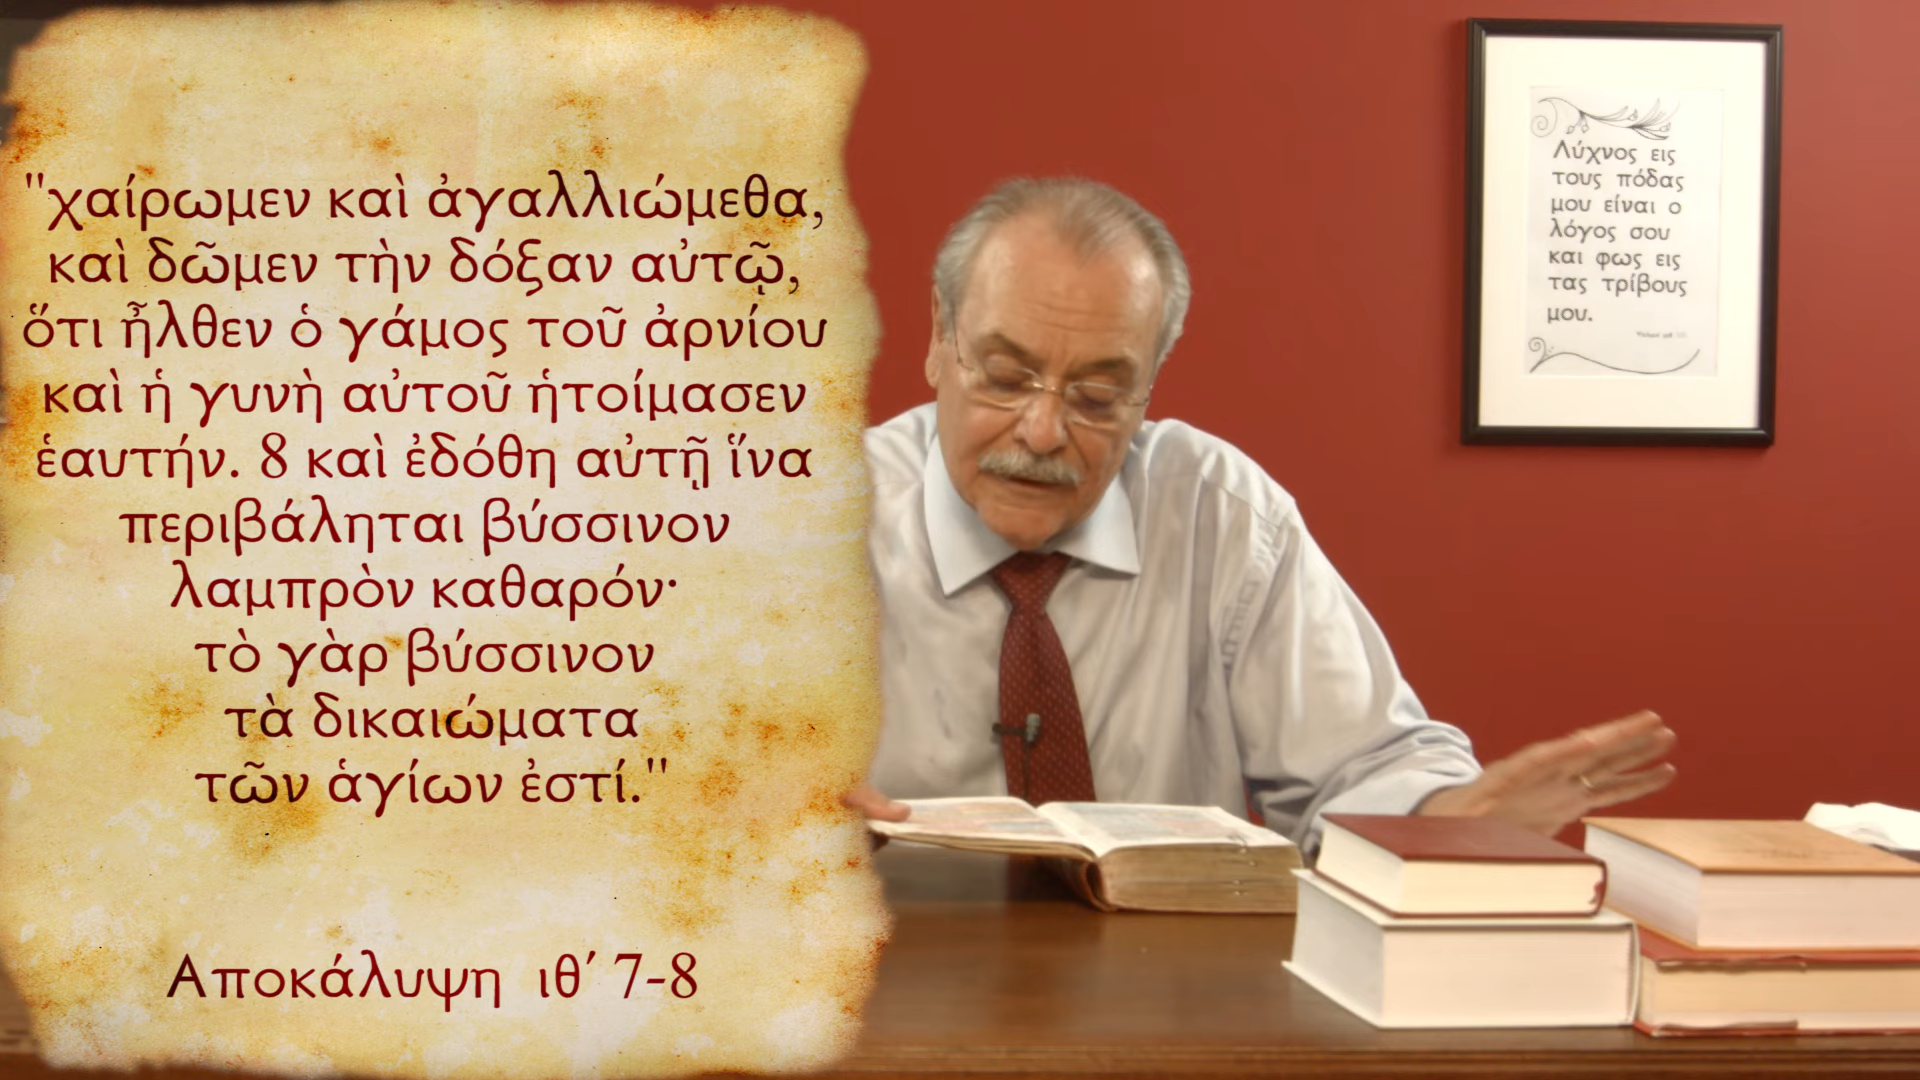 "χαίρωμεν καὶ ἀγαλλιώμεθα,
καὶ δῶμεν τὴν δόξαν αὐτῷ,
ὅτι ἦλθεν ὁ γάμος τοῦ ἀρνίου
καὶ ἡ γυνὴ αὐτοῦ ἡτοίμασεν
ἑαυτήν. 8 καὶ ἐδόθη αὐτῇ ἵνα
περιβάληται βύσσινον
λαμπρὸν καθαρόν·
τὸ γὰρ βύσσινον
τὰ δικαιώματα
τῶν ἁγίων ἐστί."
Αποκάλυψη ιθ΄ 7-8
Λύχνος εις
τους πόδας
μου είναι ο
λόγος σου
και φως εις
τας τρίβους
μου.